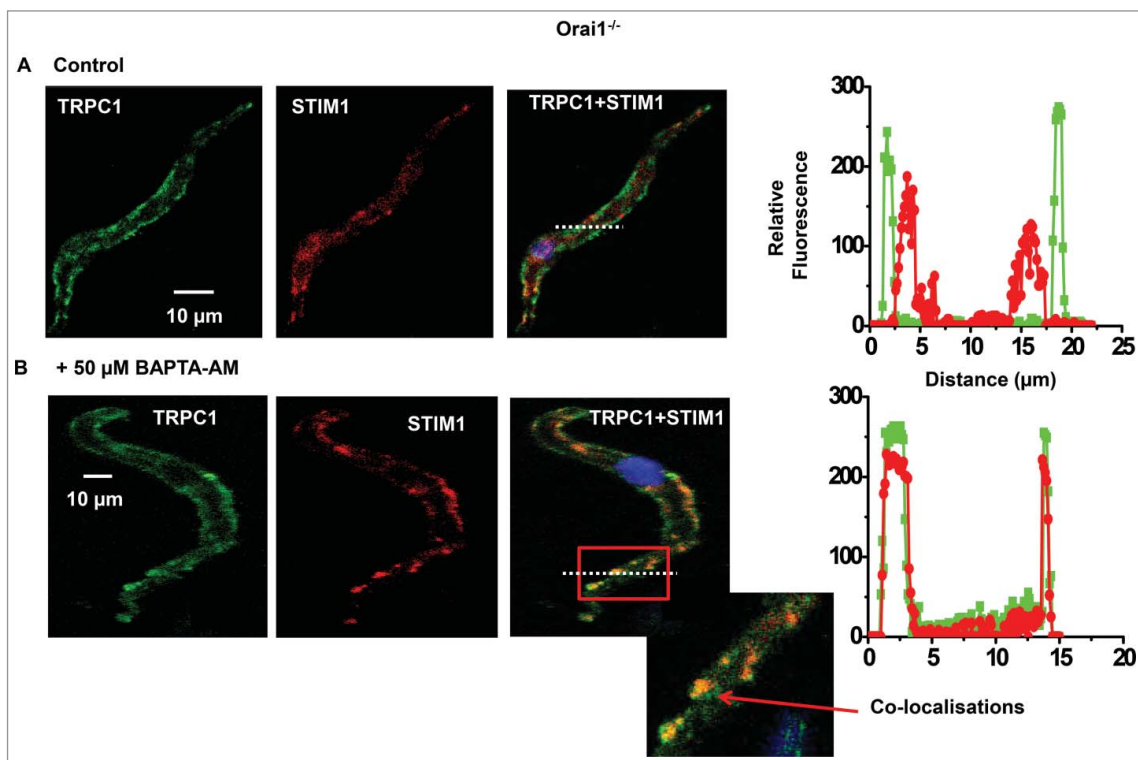 Orai1-/-
A Control
TRPC1
STIM1
TRPC1+STIM1
10 µm
300
200
100
0
Relative
Fluorescence
0 5 10 15 20 25
Distance (µm)
B + 50 µM BAPTA-AM
TRPC1
STIM1
TRPC1+STIM1
10 µm
300
200
100
0
0 5 10 15 20
Co-localisations